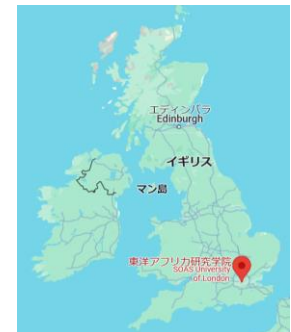 エディンバラ
Edinburgh
イギリス
マン島
東洋アフリカ研究学院
SOAS University
of London